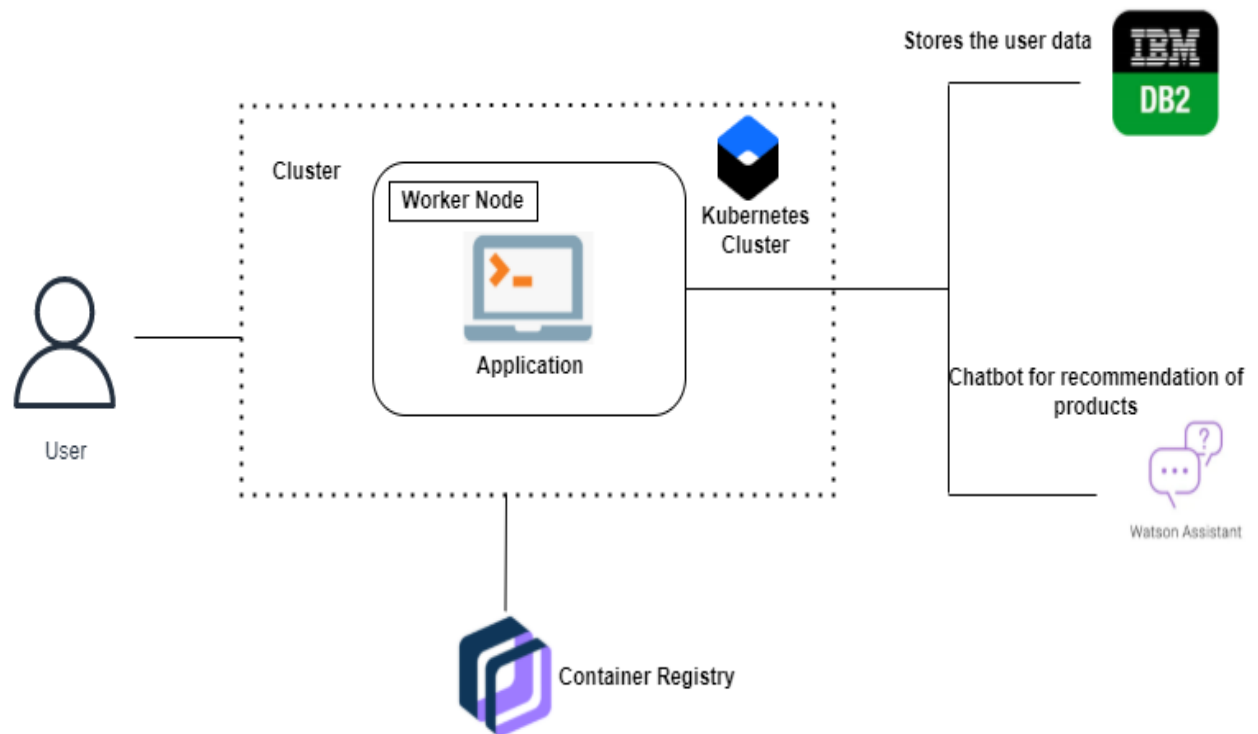 Stores the user data
IBM
DB2
Cluster
Worker Node
Kubernetes
Cluster
Application
User
Chatbot for recommendation of
products
Watson Assistant
Container Registry